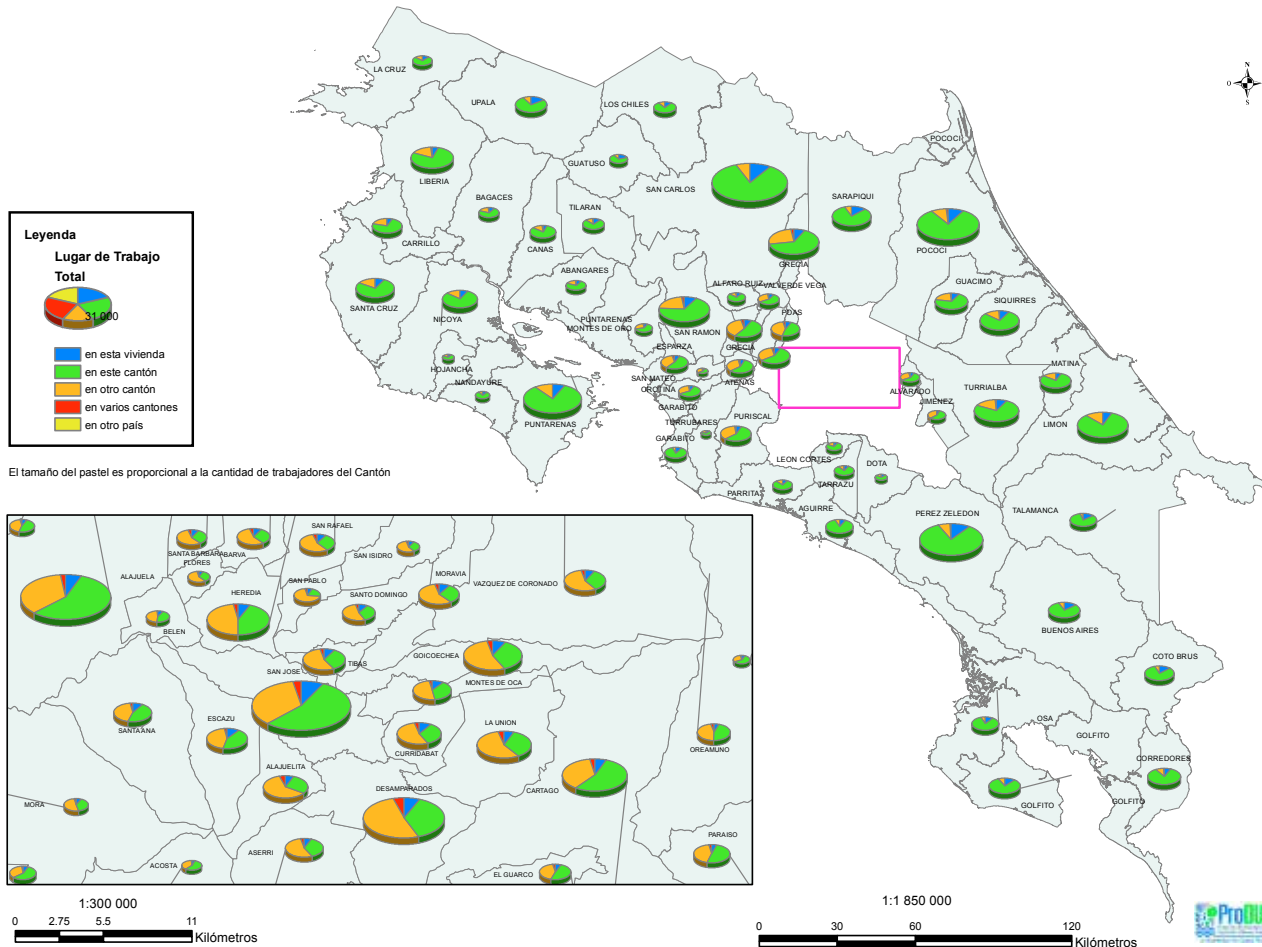 LA CRUZ
UPALA
LOS CHILES
GUATUSO
LIBERIA
SAN CARLOS
POCOCI
BAGACES
TILARAN
SARAPIQUI
CARRILLO
CANAS
GRECIA
POCOCI
ABANGARES
ALFARO RUIZ
VALVERDE VEGA
GUACIMO
SIQUIRRES
SANTA CRUZ
NICOYA
PUNTARENAS
MONTES DE ORO
SAN RAMON
POAS
GRECIA
ESPARZA
HOJANCHA
NANDAYURE
SAN MATEO
OROTINA
ATENAS
MATINA
ALVARADO
JIMENEZ
TURRIALBA
PUNTARENAS
GARABITO
TURRUBARES
PURISCAL
GARABITO
LIMON
LEON CORTES
DOTA
TARRAZU
PARRITA
AGUIRRE
PEREZ ZELEDON
TALAMANCA
BUENOS AIRES
COTO BRUS
OSA
GOLFITO
CORREDORES
GOLFITO
GOLFITO
N
O
S
Leyenda
Lugar de Trabajo
Total
31 000
en esta vivienda
en este cantón
en otro cantón
en varios cantones
en otro país
El tamaño del pastel es proporcional a la cantidad de trabajadores del Cantón
SAN RAFAEL
SANTA BARBARA
BARVA
SAN ISIDRO
FLORES
ALAJUELA
HEREDIA
SAN PABLO
MORAVIA
VAZQUEZ DE CORONADO
SANTO DOMINGO
BELEN
TIBAS
GOICOECHEA
SAN JOSE
MONTES DE OCA
SANTA ANA
ESCAZU
CURRIDABAT
LA UNION
OREAMUNO
ALAJUELITA
DESAMPARADOS
CARTAGO
MORA
ASERRI
PARAISO
ACOSTA
EL GUARCO
1:300 000
0 2.75 5.5 11
Kilómetros
1:1 850 000
0 30 60 120
Kilómetros